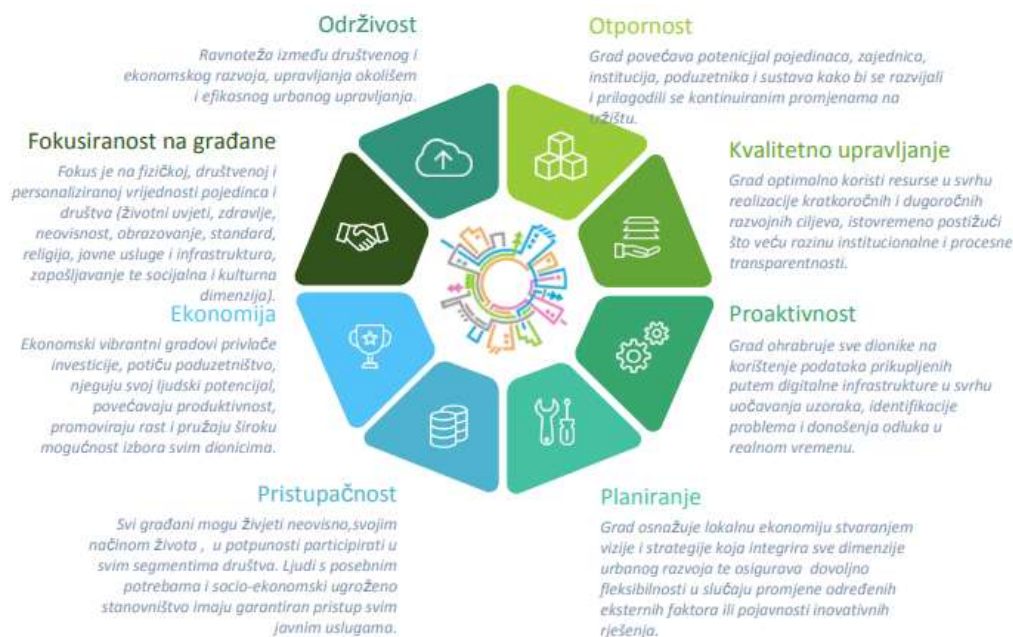 Održivost
Ravnoteža između društvenog i
ekonomskog razvoja, upravljanja okolišem
i efikasnog urbanog upravljanja.
Otpornost
Grad povećava potenicjjal pojedinaca, zajednica,
institucija, poduzetnika i sustava kako bi se razvijali
i prilagodili se kontinuiranim promjenama na
tržištu.
Fokusiranost na građane
Fokus je na fizičkoj, društvenoj i
personaliziranoj vrijednosti pojedinca i
društva (životni uvjeti, zdravlje,
neovisnost, obrazovanje, standard,
religija, javne usluge i infrastruktura,
zapošljavanje te socijalna i kulturna
dimenzija).
Kvalitetno upravljanje
Grad optimalno koristi resurse u svrhu
realizacije kratkoročnih i dugoročnih
razvojnih ciljeva, istovremeno postižući
što veću razinu institucionalne i procesne
transparentnosti.
Ekonomija
Ekonomski vibrantni gradovi privlače
investicije, potiču poduzetništvo,
njeguju svoj ljudski potencijal,
povećavaju produktivnost,
promoviraju rast i pružaju široku
mogućnost izbora svim dionicima.
Proaktivnost
Grad ohrabruje sve dionike na
korištenje podataka prikupljenih
putem digitalne infrastrukture u svrhu
uočavanja uzoraka, identifikacije
problema i donošenja odluka u
realnom vremenu.
Pristupačnost
Svi građani mogu živjeti neovisno,svojim
načinom života , u potpunosti participirati u
svim segmentima društva. Ljudi s posebnim
potrebama i socio-ekonomski ugroženo
stanovništvo imaju garantiran pristup svim
javnim uslugama.
Planiranje
Grad osnažuje lokalnu ekonomiju stvaranjem
vizije i strategije koja integrira sve dimenzije
urbanog razvoja te osigurava dovoljno
fleksibilnosti u slučaju promjene određenih
eksternih faktora ili pojavnosti inovativnih
rješenja.